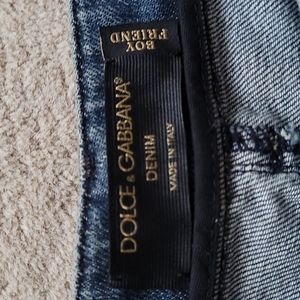 BOY
FRIEND
DOLCE & GABBANA®
DENIM
MADE IN ITALY